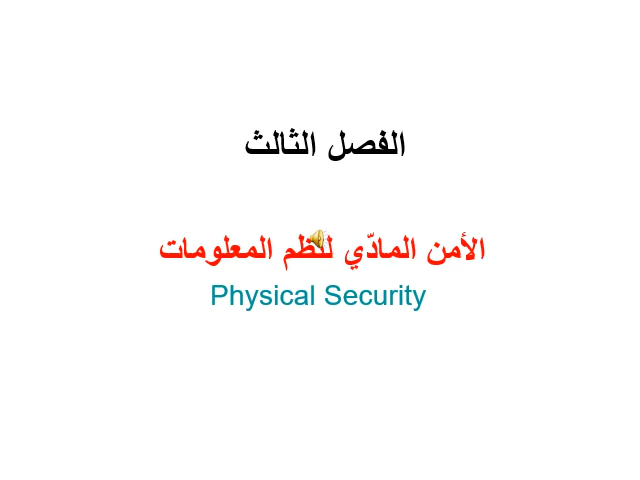 الفصل الثالث
الأمن المادّي لنظم المعلومات
Physical Security